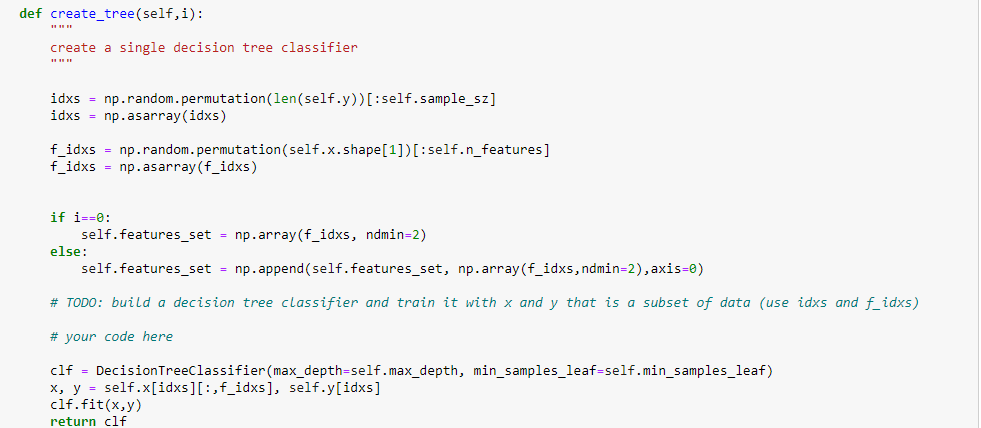 def create_tree(self,i):
"""
create a single decision tree classifier
"""
idxs = np.random.permutation(len(self.y))[:self.sample_sz]
idxs = np.asarray(idxs)
f_idxs = np.random.permutation(self.x.shape[1])[:self.n_features]
f_idxs = np.asarray(f_idxs)
if i==0:
self.features_set = np.array(f_idxs, ndmin=2)
else:
self.features_set = np.append(self.features_set, np.array(f_idxs,ndmin=2),axis=0)
# TODO: build a decision tree classifier and train it with x and y that is a subset of data (use idxs and f_idxs)
# your code here
clf = DecisionTreeClassifier(max_depth=self.max_depth, min_samples_leaf=self.min_samples_leaf)
x, y = self.x[idxs][:,f_idxs], self.y[idxs]
clf.fit(x,y)
return clf